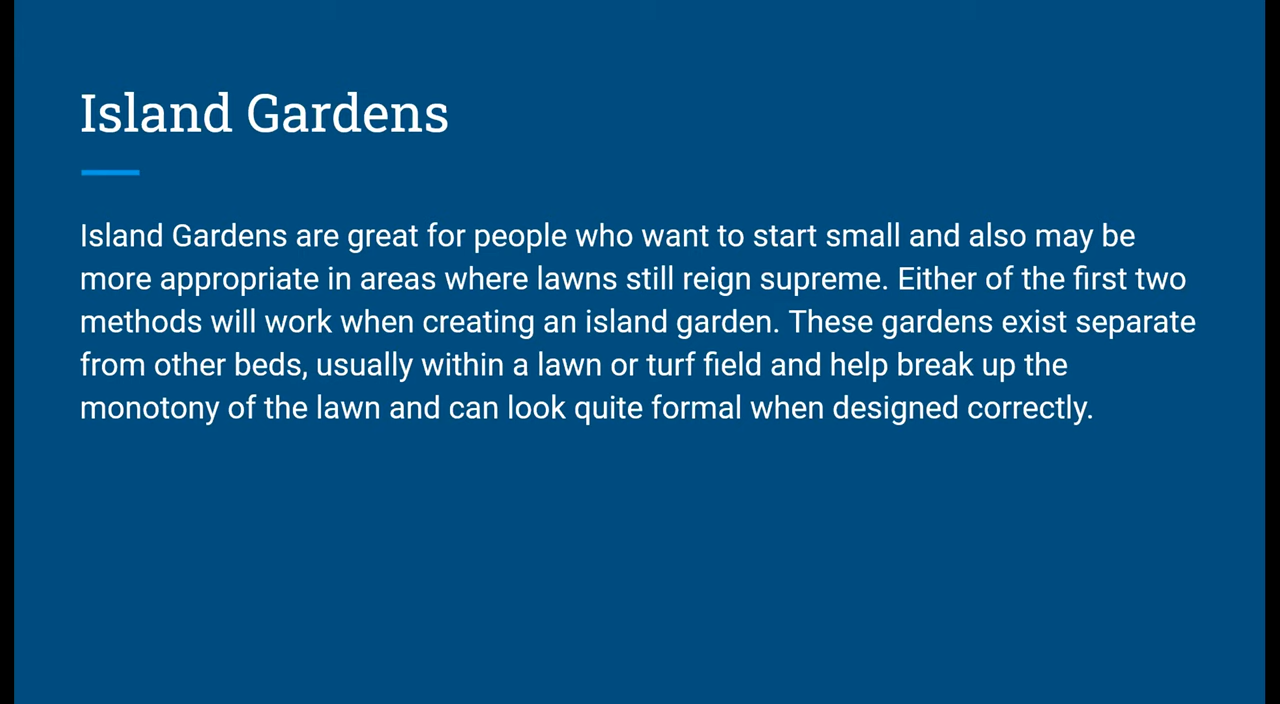 Island Gardens
Island Gardens are great for people who want to start small and also may be
more appropriate in areas where lawns still reign supreme. Either of the first two
methods will work when creating an island garden. These gardens exist separate
from other beds, usually within a lawn or turf field and help break up the
monotony of the lawn and can look quite formal when designed correctly.